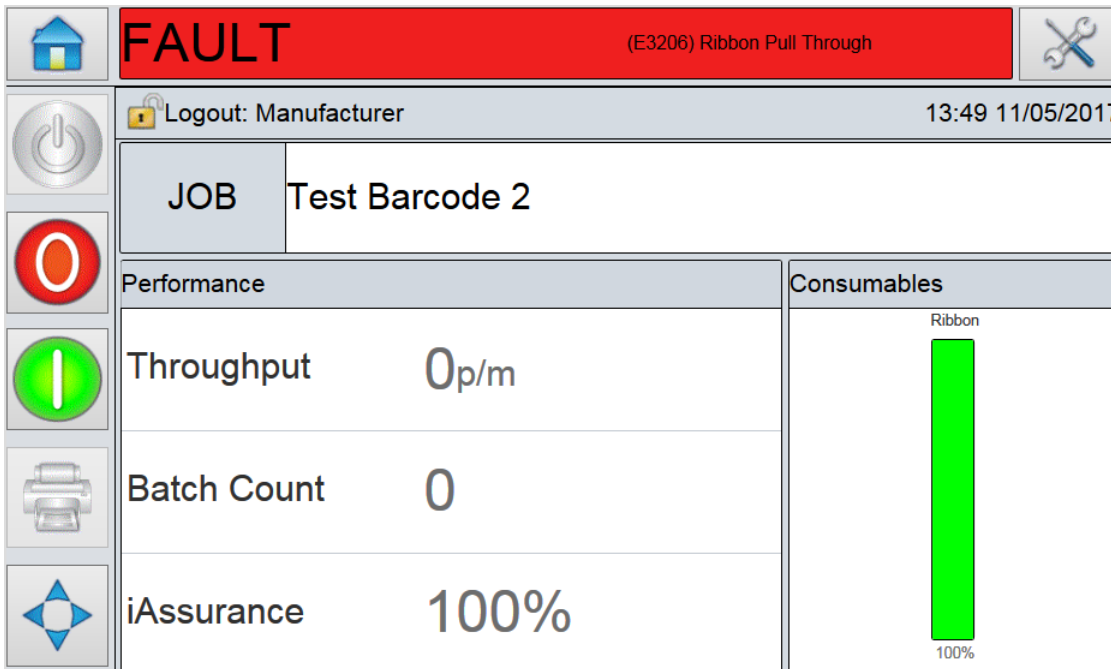 FAULT (E3206) Ribbon Pull Through
Logout: Manufacturer 13:49 11/05/2017
JOB Test Barcode 2
Performance Consumables
Ribbon
Throughput 0p/m
Batch Count 0
iAssurance 100%
100%